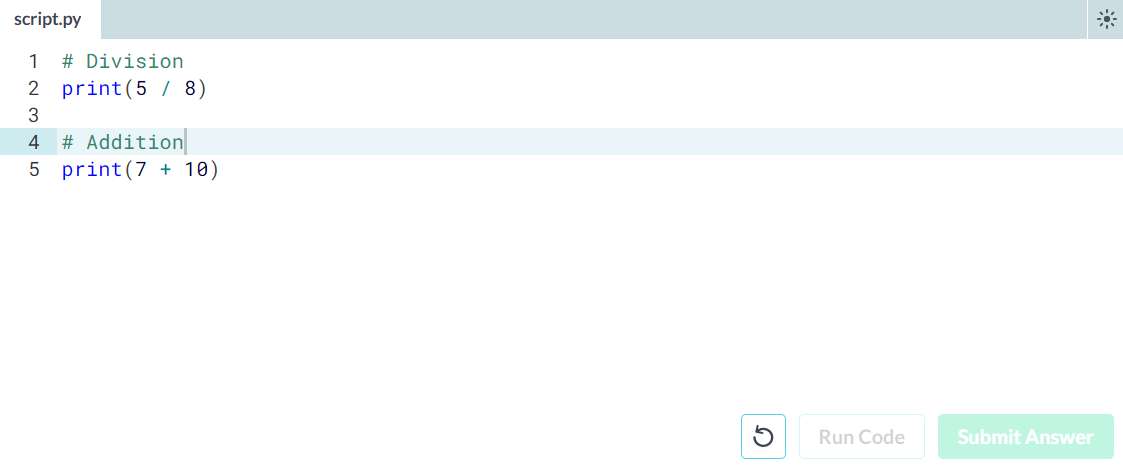 script.py
1 # Division
2 print(5 / 8)
3
4 # Addition
5 print(7 + 10)
Run Code
Submit Answer